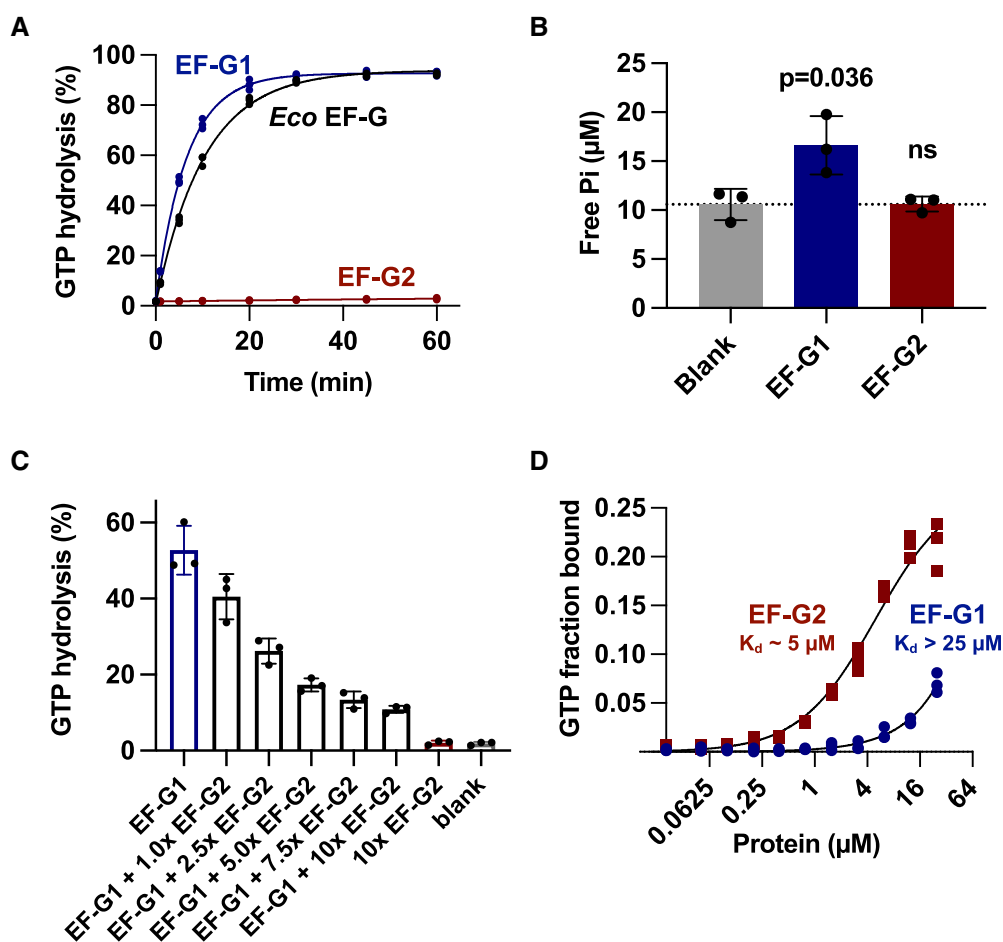 A
EF-G1
Eco EF-G
EF-G2
GTP hydrolysis (%)
100
80
60
40
20
0
0
20
40
60
Time (min)
B
p=0.036
ns
Free Pi (µM)
25
20
15
10
5
0
Blank
EF-G1
EF-G2
C
GTP hydrolysis (%)
60
40
20
0
EF-G1
EF-G1 + 1.0x EF-G2
EF-G1 + 2.5x EF-G2
EF-G1 + 5.0x EF-G2
EF-G1 + 7.5x EF-G2
EF-G1 + 10x EF-G2
10x EF-G2
blank
D
GTP fraction bound
0.25
0.20
0.15
0.10
0.05
EF-G2
Kd ~ 5 µM
EF-G1
Kd > 25 µM
0.0625
0.25
1
4
16
64
Protein (µM)